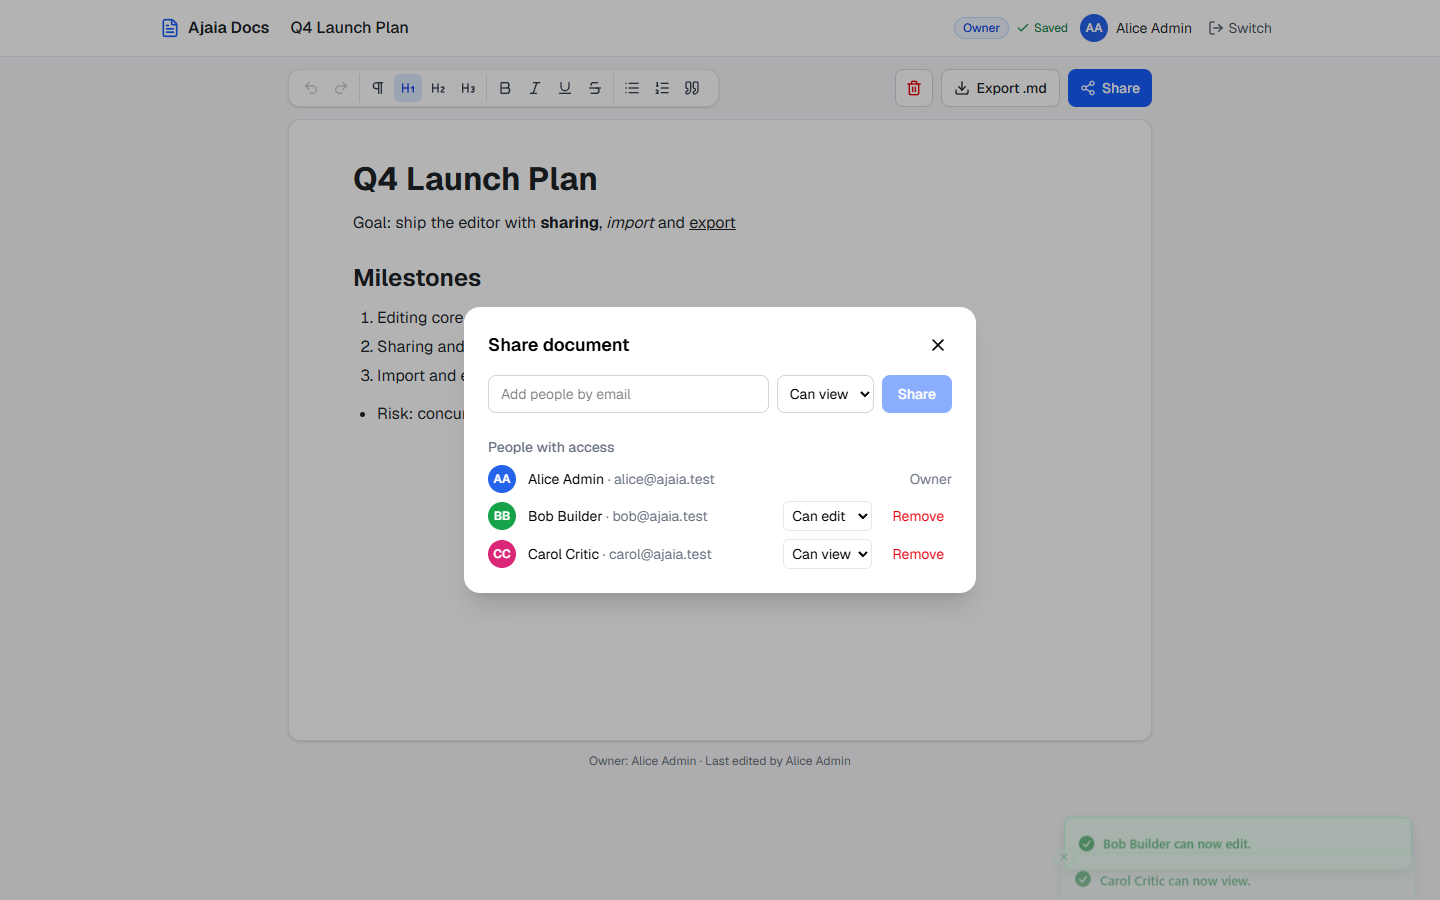 Ajaia Docs Q4 Launch Plan Owner Saved AA Alice Admin Switch
H1 H2 H3 B I U S Export .md Share
Q4 Launch Plan
Goal: ship the editor with sharing, import and export
Milestones
1. Editing core
2. Sharing and
3. Import and
• Risk: concu
Share document
Add people by email Can view Share
People with access
AA Alice Admin · alice@ajaia.test Owner
BB Bob Builder · bob@ajaia.test Can edit Remove
CC Carol Critic · carol@ajaia.test Can view Remove
Owner: Alice Admin · Last edited by Alice Admin
Bob Builder can now edit.
Carol Critic can now view.